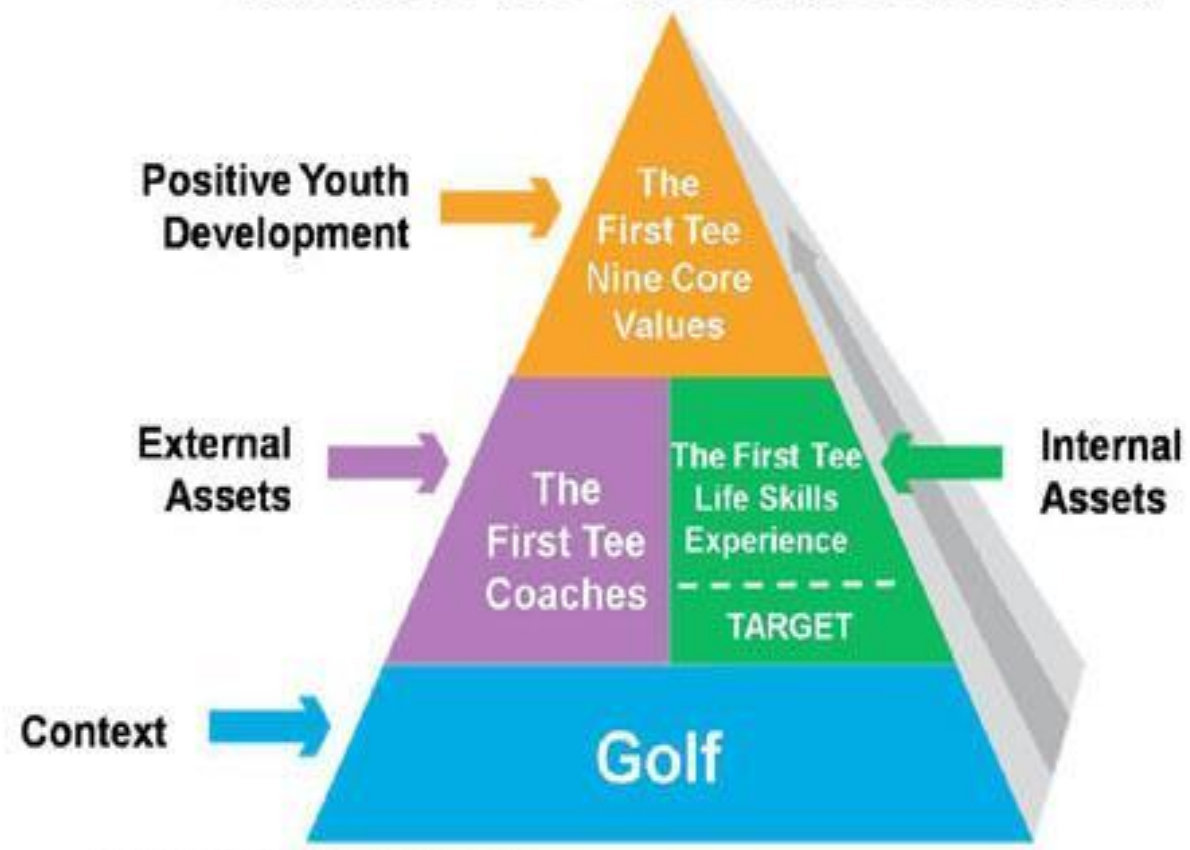 Positive Youth
Development
The
First Tee
Nine Core
Values
External
Assets
The
First Tee
Coaches
The First Tee
Life Skills
Experience
TARGET
Internal
Assets
Context
Golf